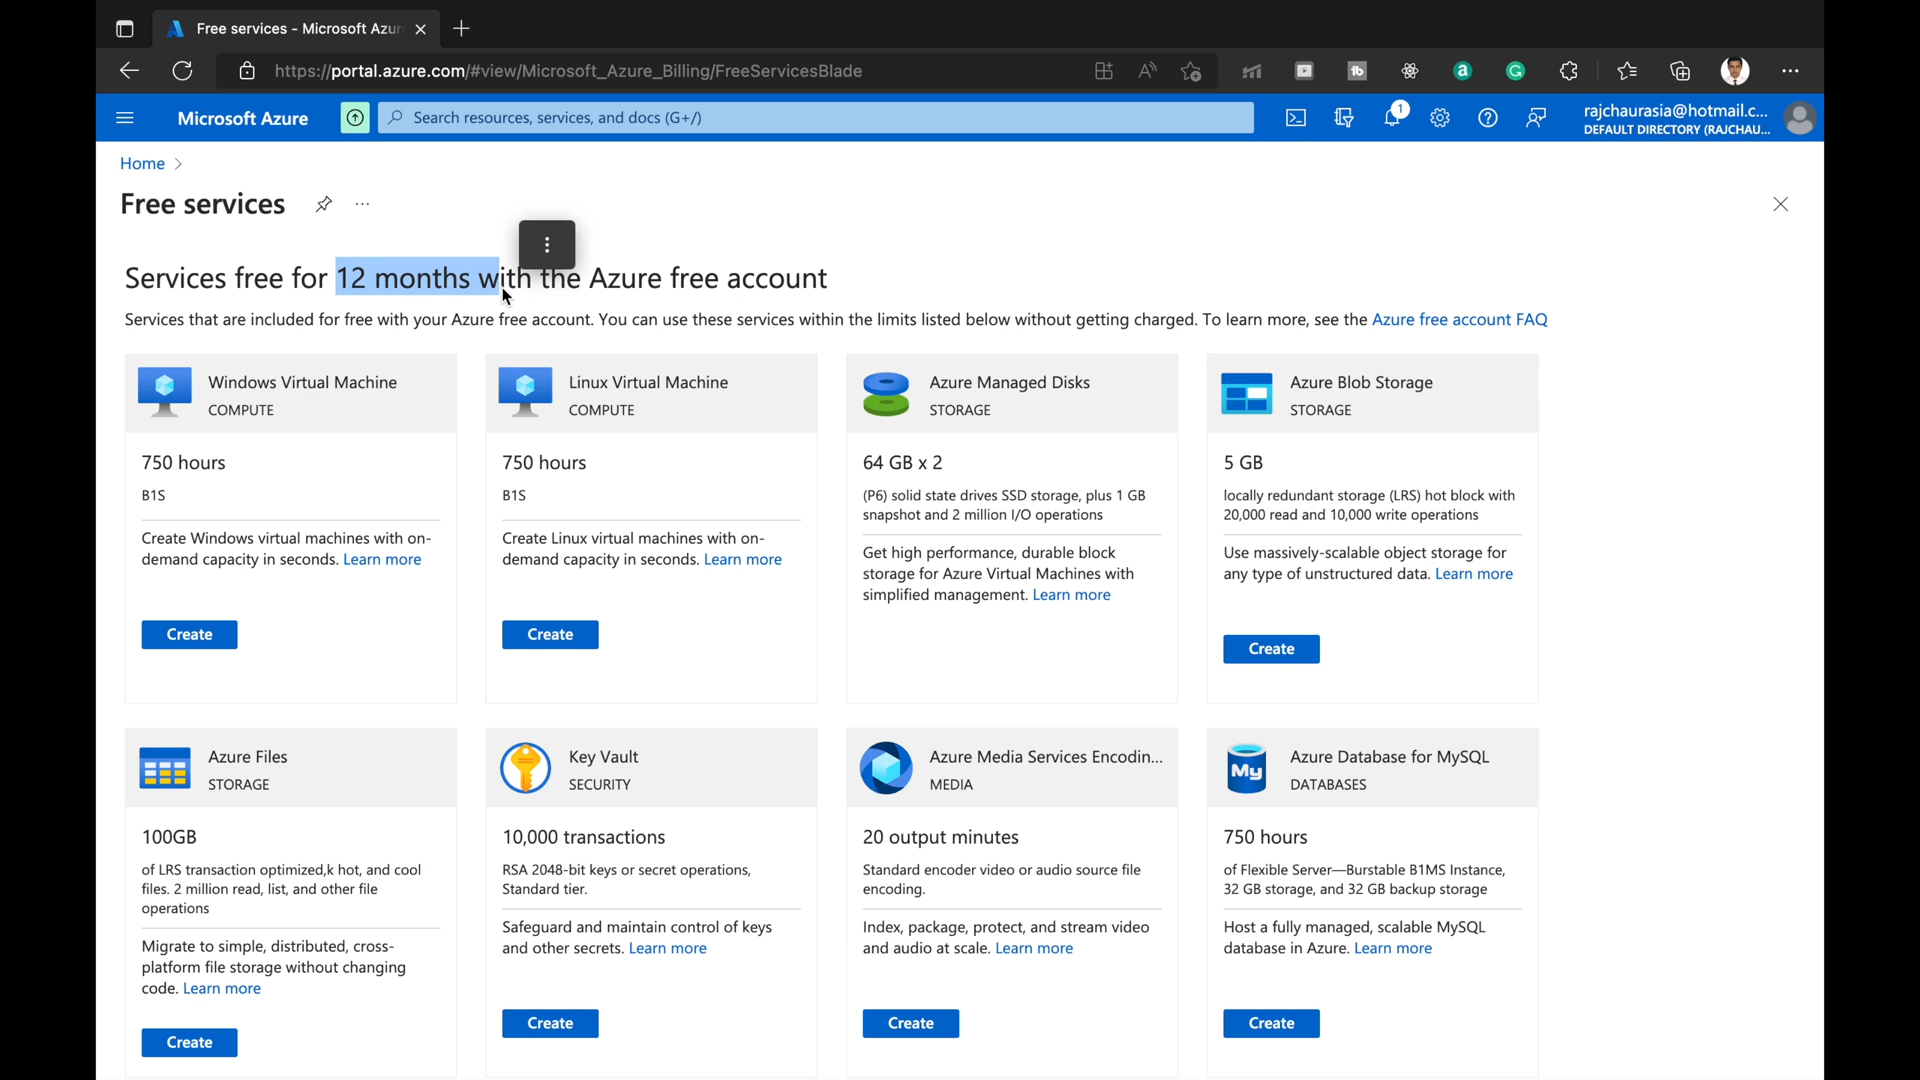 Free services - Microsoft Azur
https://portal.azure.com/#view/Microsoft_Azure_Billing/FreeServicesBlade
Microsoft Azure
Search resources, services, and docs (G+/)
1
rajchaurasia@hotmail.c...
DEFAULT DIRECTORY (RAJCHAU...
Home
Free services
Services free for 12 months with the Azure free account
Services that are included for free with your Azure free account. You can use these services within the limits listed below without getting charged. To learn more, see the Azure free account FAQ
Windows Virtual Machine
COMPUTE
750 hours
B1S
Create Windows virtual machines with on-
demand capacity in seconds. Learn more
Create
Linux Virtual Machine
COMPUTE
750 hours
B1S
Create Linux virtual machines with on-
demand capacity in seconds. Learn more
Create
Azure Managed Disks
STORAGE
64 GB x 2
(P6) solid state drives SSD storage, plus 1 GB
snapshot and 2 million I/O operations
Get high performance, durable block
storage for Azure Virtual Machines with
simplified management. Learn more
Azure Blob Storage
STORAGE
5 GB
locally redundant storage (LRS) hot block with
20,000 read and 10,000 write operations
Use massively-scalable object storage for
any type of unstructured data. Learn more
Create
Azure Files
STORAGE
100GB
of LRS transaction optimized,k hot, and cool
files. 2 million read, list, and other file
operations
Migrate to simple, distributed, cross-
platform file storage without changing
code. Learn more
Create
Key Vault
SECURITY
10,000 transactions
RSA 2048-bit keys or secret operations,
Standard tier.
Safeguard and maintain control of keys
and other secrets. Learn more
Create
Azure Media Services Encodin...
MEDIA
20 output minutes
Standard encoder video or audio source file
encoding.
Index, package, protect, and stream video
and audio at scale. Learn more
Create
My
Azure Database for MySQL
DATABASES
750 hours
of Flexible Server—Burstable B1MS Instance,
32 GB storage, and 32 GB backup storage
Host a fully managed, scalable MySQL
database in Azure. Learn more
Create